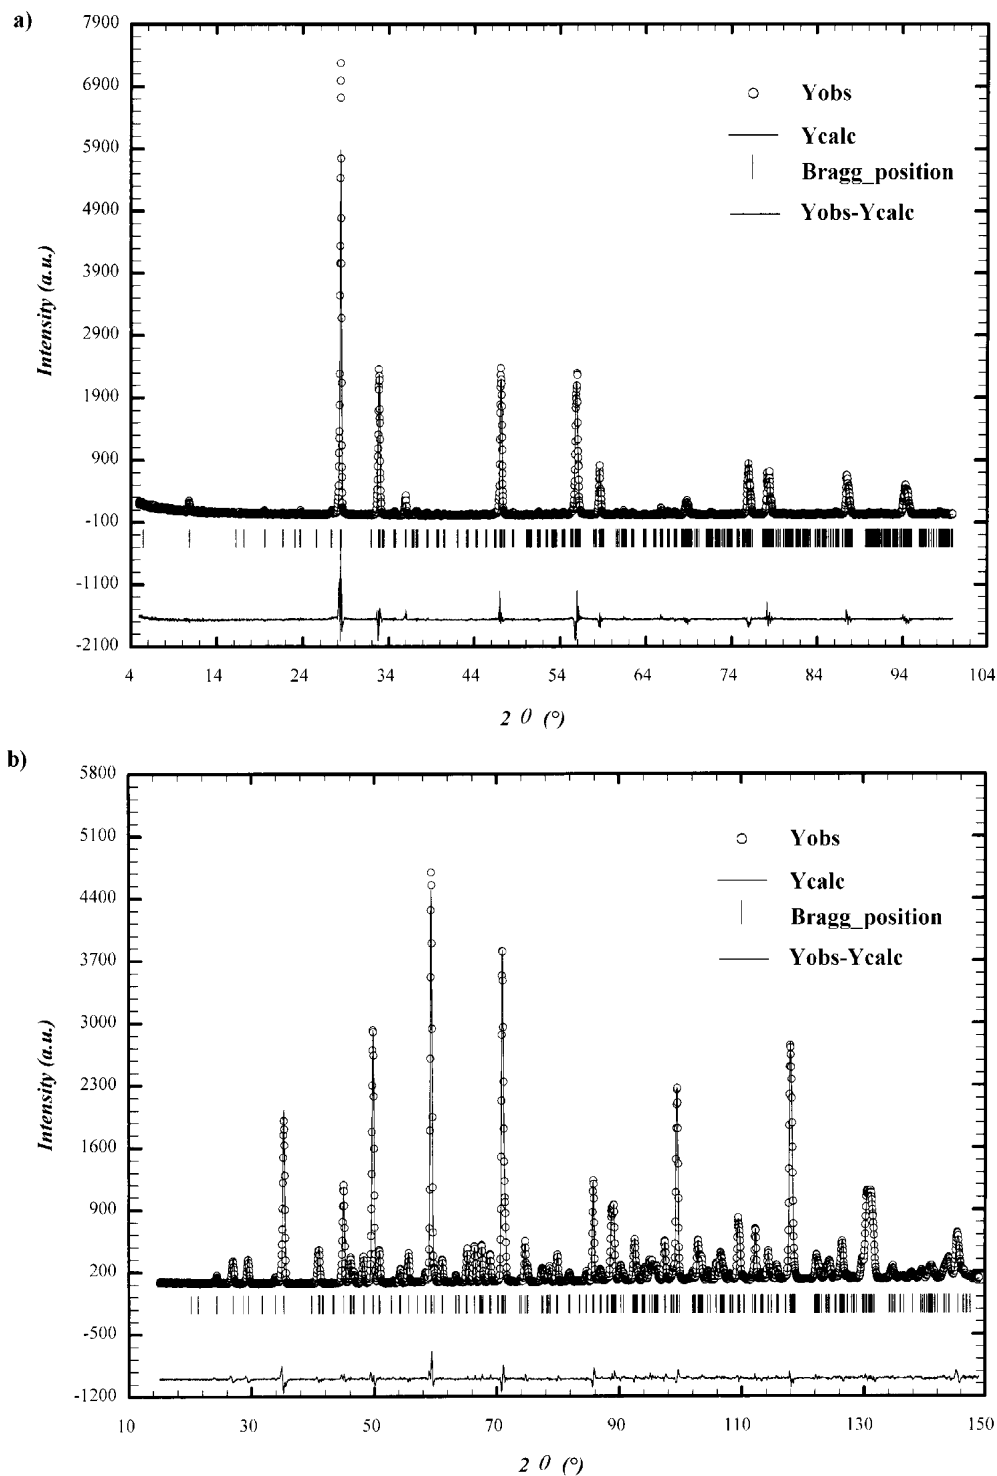 a)
7900
6900
5900
4900
3900
2900
1900
900
-100
-1100
-2100
Intensity (a.u.)
Yobs
Ycalc
Bragg_position
Yobs-Ycalc
4 14 24 34 44 54 64 74 84 94 104
2 θ (°)
b)
5800
5100
4400
3700
3000
2300
1600
900
200
-500
-1200
Intensity (a.u.)
Yobs
Ycalc
Bragg_position
Yobs-Ycalc
10 30 50 70 90 110 130 150
2 θ (°)